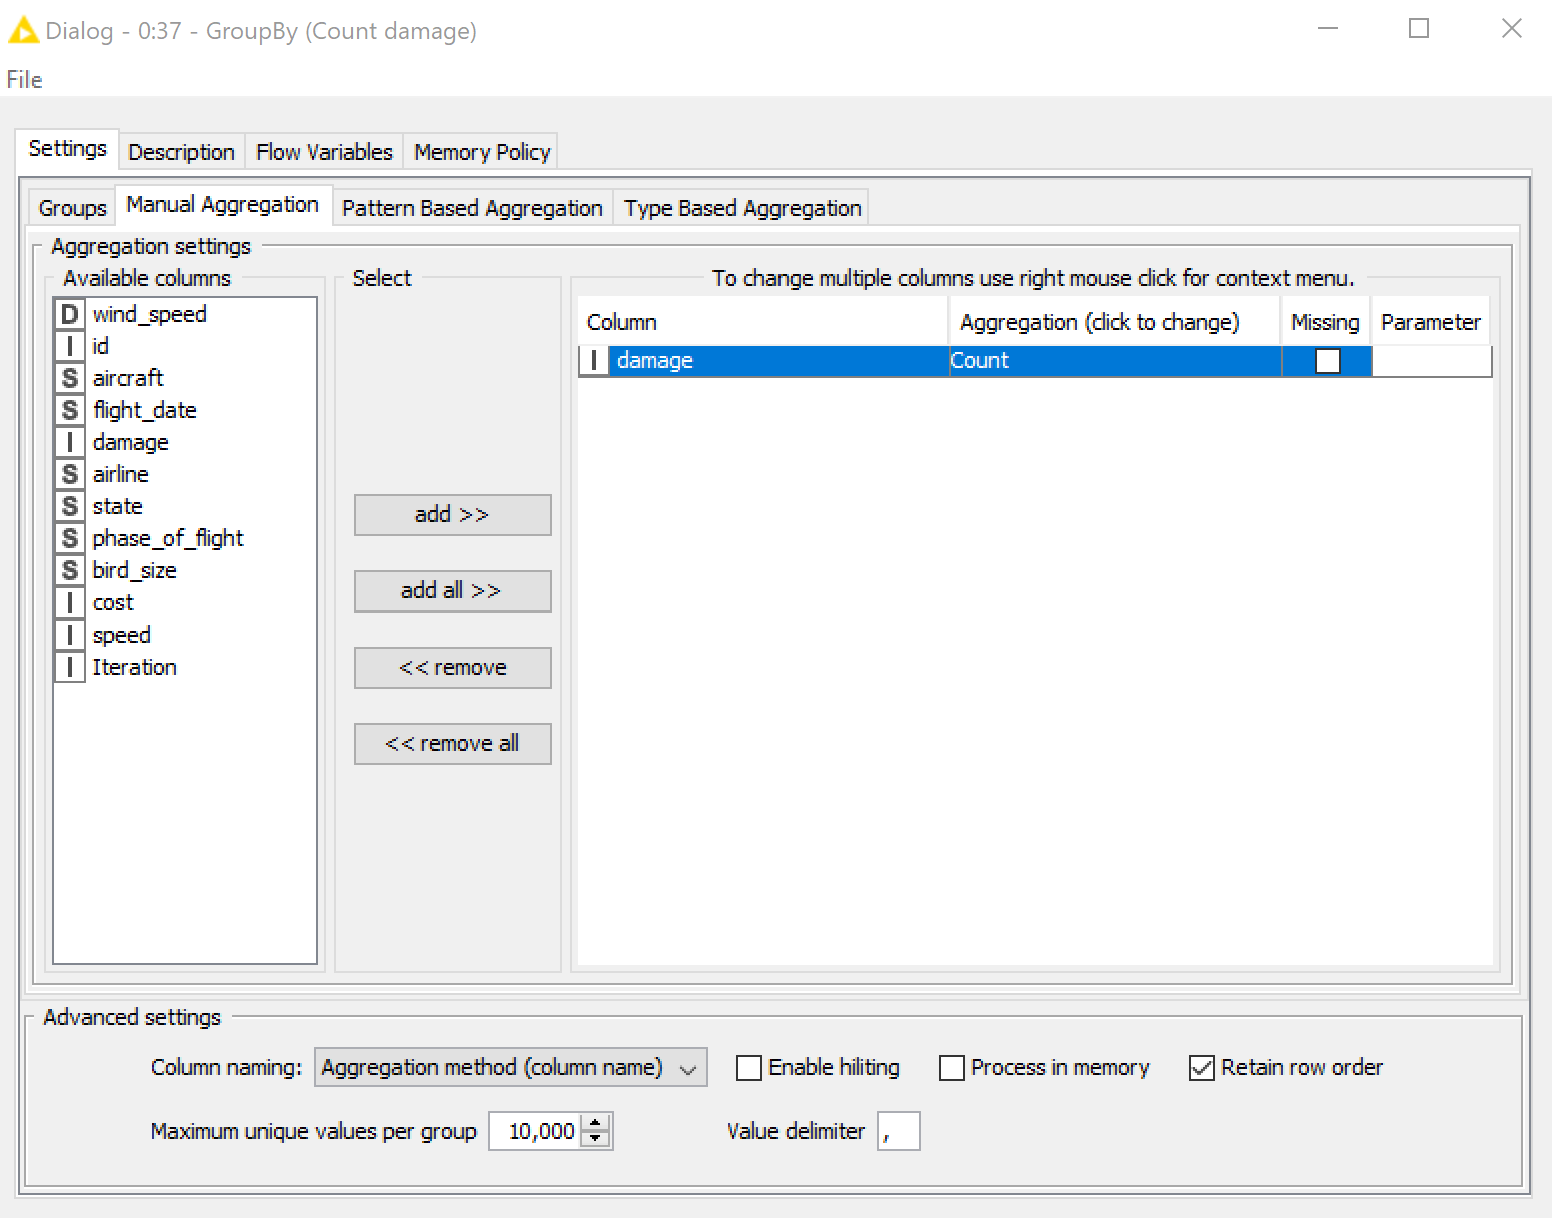 Dialog - 0:37 - GroupBy (Count damage)
File
Settings Description Flow Variables Memory Policy
Groups Manual Aggregation Pattern Based Aggregation Type Based Aggregation
Aggregation settings
Available columns
D wind_speed
I id
S aircraft
S flight_date
I damage
S airline
S state
S phase_of_flight
S bird_size
I cost
I speed
I Iteration
Select
add >>
add all >>
<< remove
<< remove all
To change multiple columns use right mouse click for context menu.
Column Aggregation (click to change) Missing Parameter
I damage Count
Advanced settings
Column naming: Aggregation method (column name) Enable hiliting Process in memory Retain row order
Maximum unique values per group 10,000 Value delimiter ,